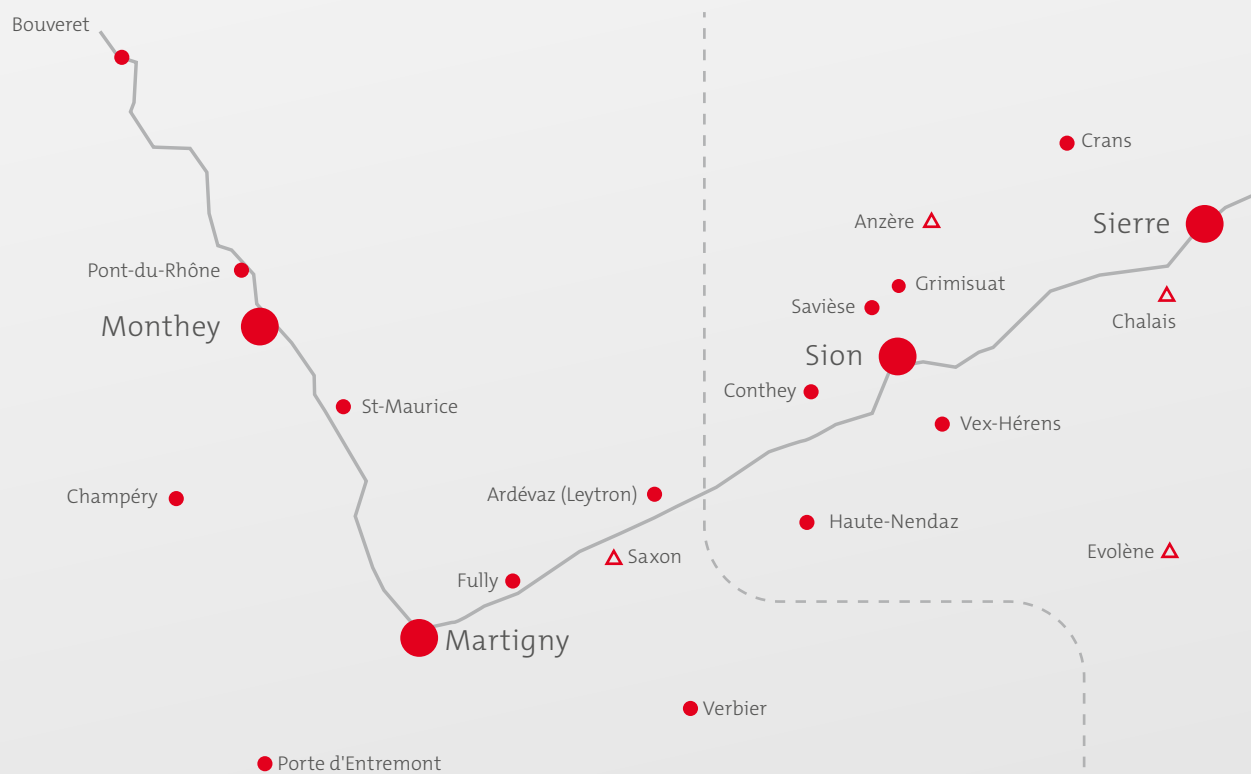 Bouveret
Crans
Anzère
Sierre
Pont-du-Rhône
Grimisuat
Savièse
Chalais
Monthey
Sion
Conthey
St-Maurice
Vex-Hérens
Champéry
Ardévaz (Leytron)
Haute-Nendaz
Evolène
Saxon
Fully
Martigny
Verbier
Porte d'Entremont